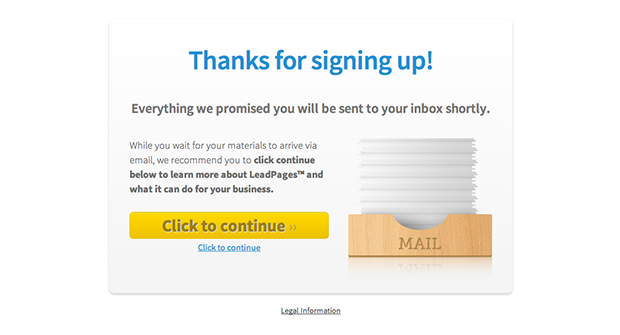 Thanks for signing up!
Everything we promised you will be sent to your inbox shortly.
While you wait for your materials to arrive via
email, we recommend you to click continue
below to learn more about LeadPages™ and
what it can do for your business.
Click to continue ››
Click to continue
MAIL
Legal Information